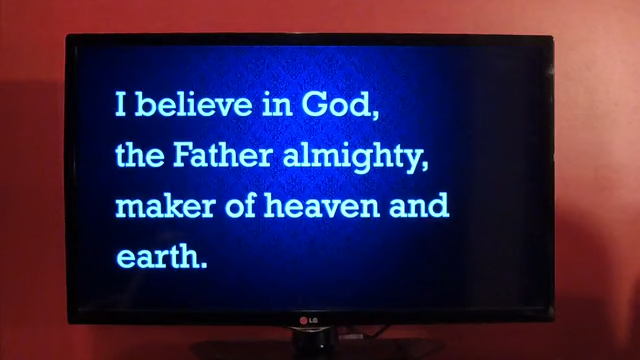 I believe in God,
the Father almighty,
maker of heaven and
earth.
LG